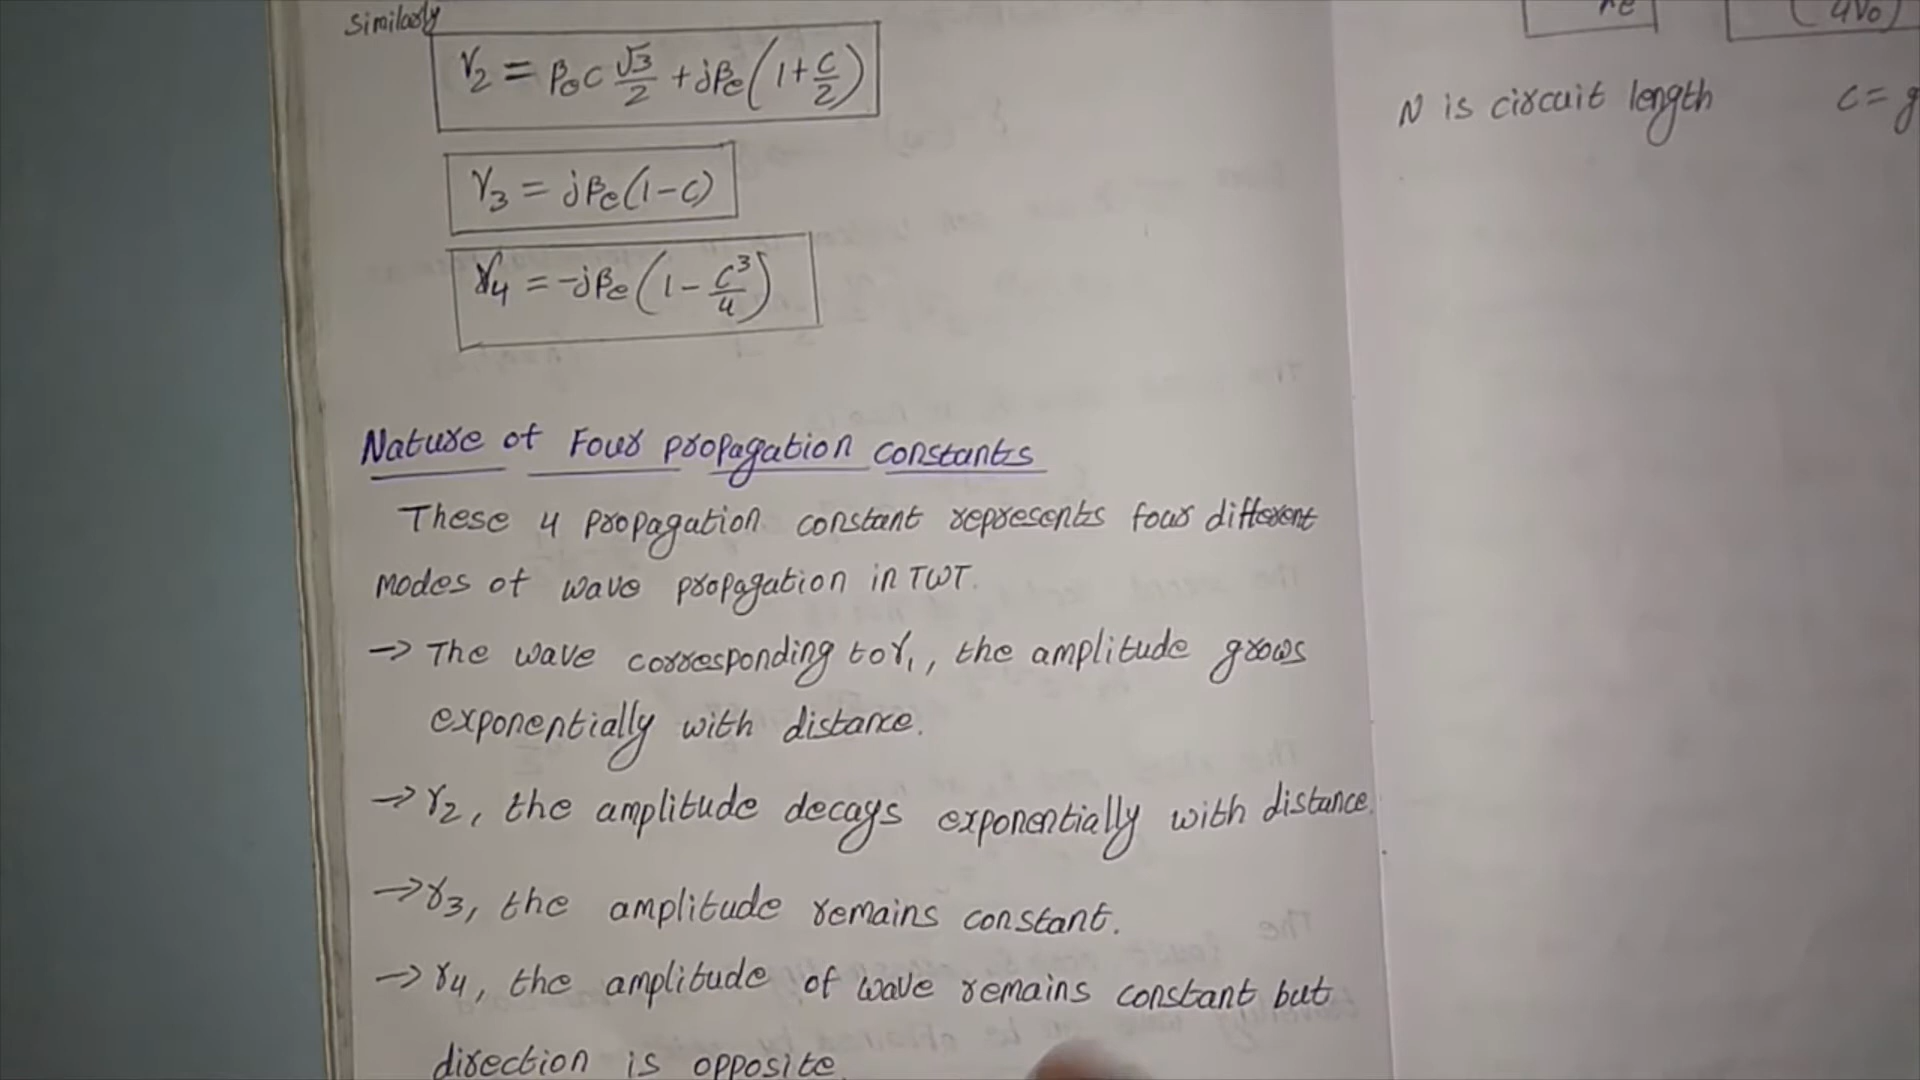 Similarly
γ2 = βec √3/2 + jβe(1+c/2)
γ3 = jβe(1-c)
γ4 = -jβe(1-c³/4)
Nature of Four propagation constants
These 4 propagation constant represents four different
modes of wave propagation in TWT.
→ The wave corresponding to γ1, the amplitude grows
exponentially with distance.
→ γ2, the amplitude decays exponentially with distance.
→ γ3, the amplitude remains constant.
→ γ4, the amplitude of wave remains constant but
direction is opposite.
N is circuit length c=